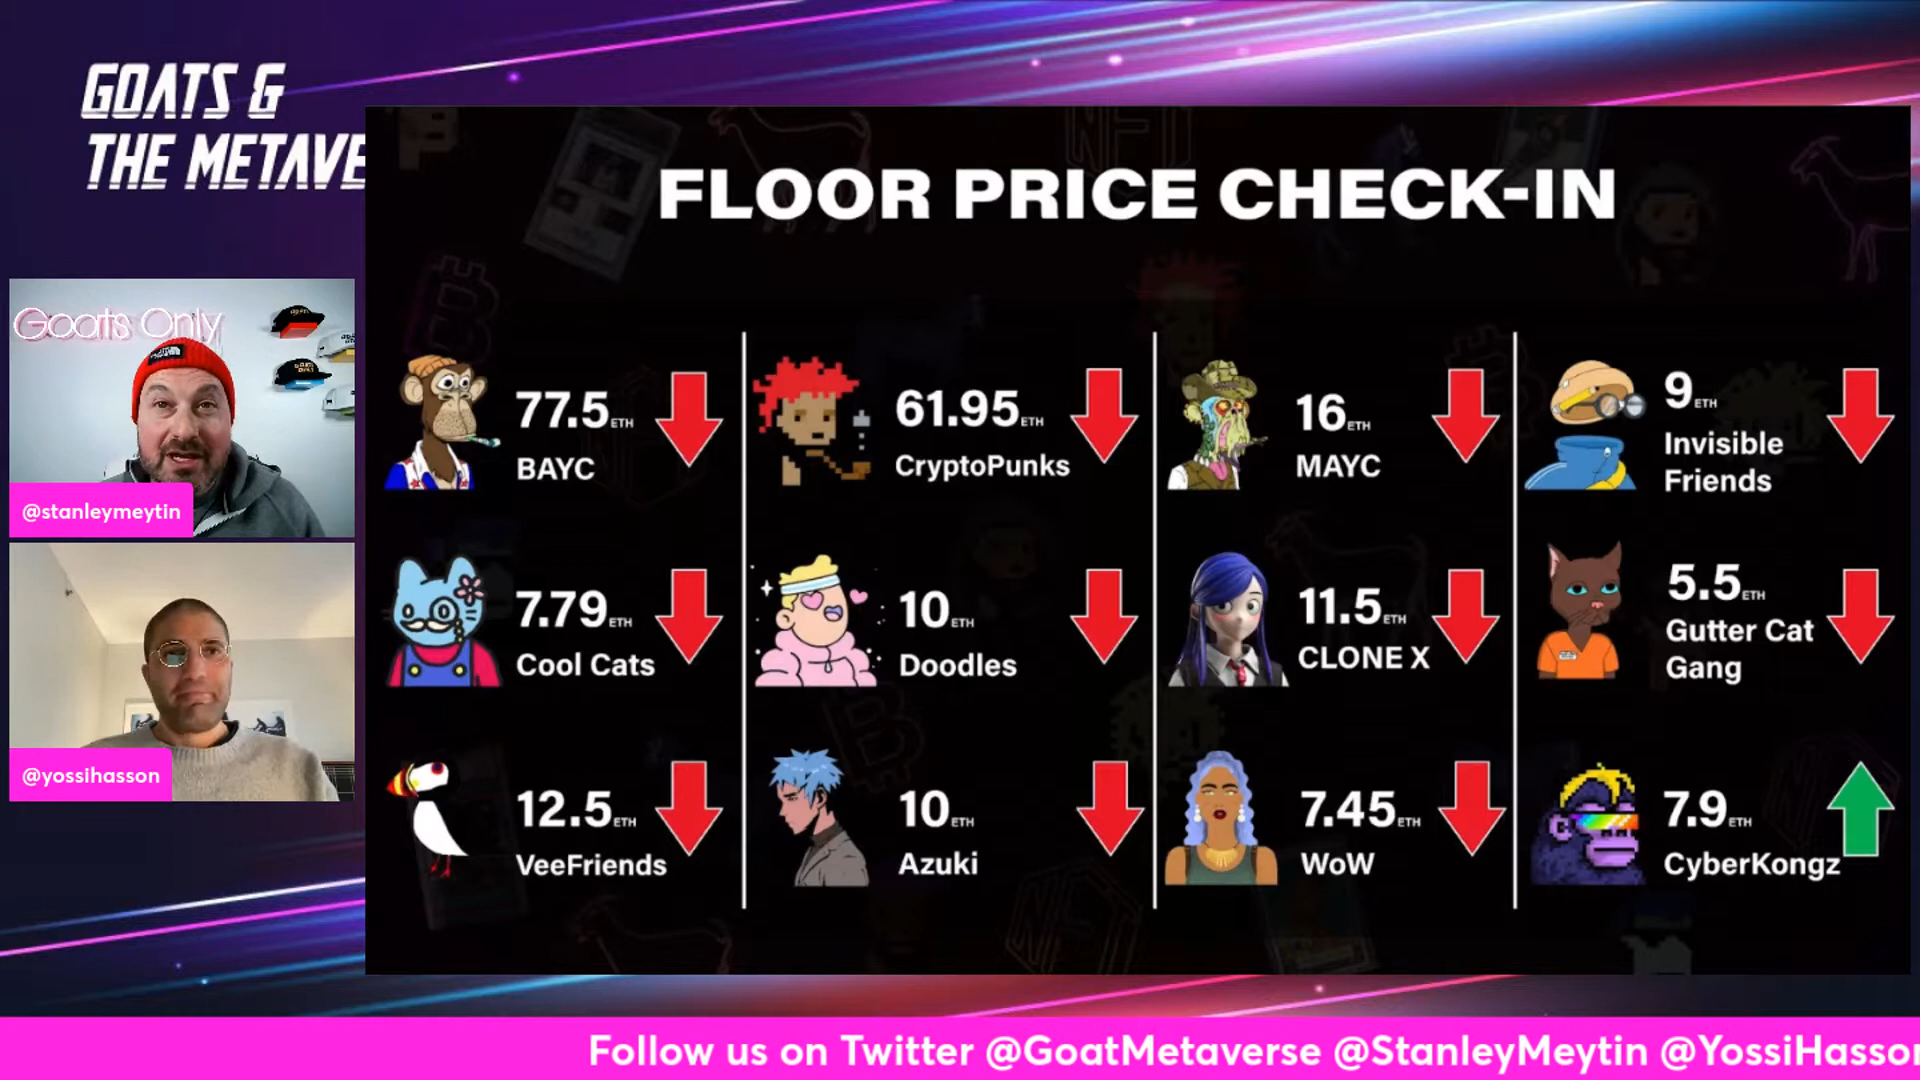 GOATS &
THE METAVE
FLOOR PRICE CHECK-IN
Goats Only
@stanleymeytin
@yossihasson
77.5 ETH
BAYC
61.95 ETH
CryptoPunks
16 ETH
MAYC
9 ETH
Invisible
Friends
7.79 ETH
Cool Cats
10 ETH
Doodles
11.5 ETH
CLONE X
5.5 ETH
Gutter Cat
Gang
12.5 ETH
VeeFriends
10 ETH
Azuki
7.45 ETH
WoW
7.9 ETH
CyberKongz
Follow us on Twitter @GoatMetaverse @StanleyMeytin @YossiHasso